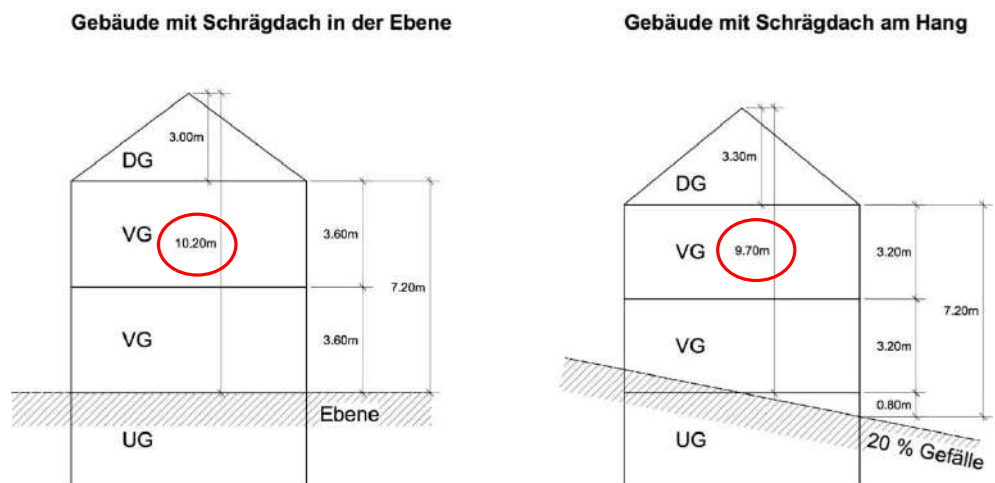 Gebäude mit Schrägdach in der Ebene
3.00m
DG
VG
10.20m
3.60m
7.20m
VG
3.60m
Ebene
UG
Gebäude mit Schrägdach am Hang
3.30m
DG
VG
9.70m
3.20m
7.20m
VG
3.20m
0.80m
UG
20 % Gefälle